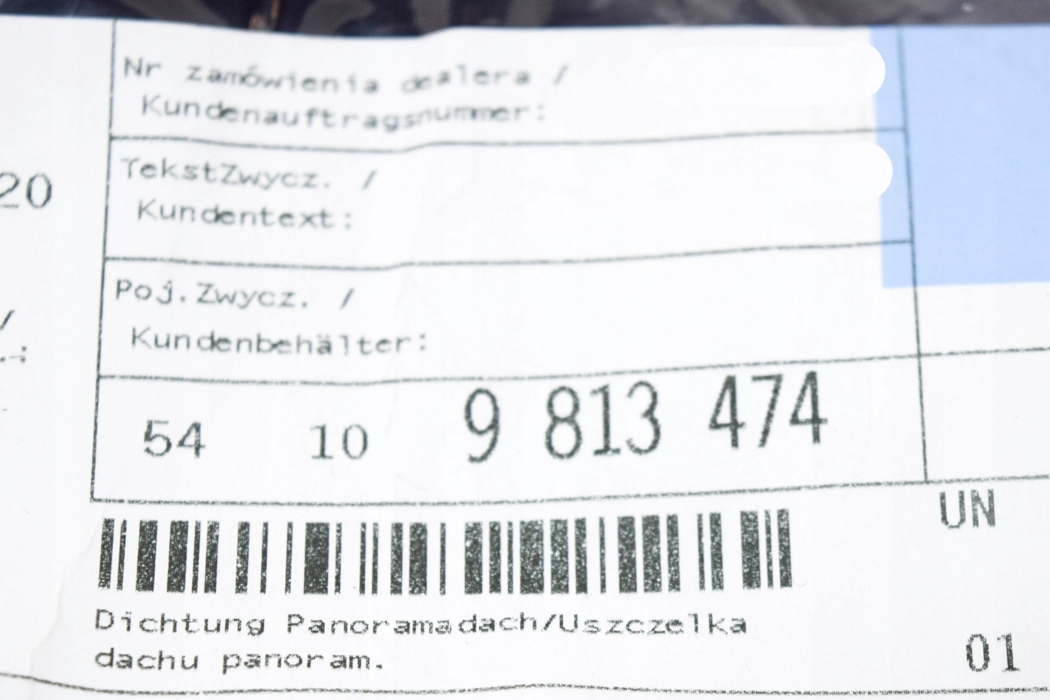 Nr zamówienia dealera /
Kundenauftragsnummer:
20
TekstZwycz. /
Kundentext:
Poj.Zwycz. /
/
Kundenbehälter:
.:
54 10 9 813 474
UN
Dichtung Panoramadach/Uszczelka
dachu panoram.
01